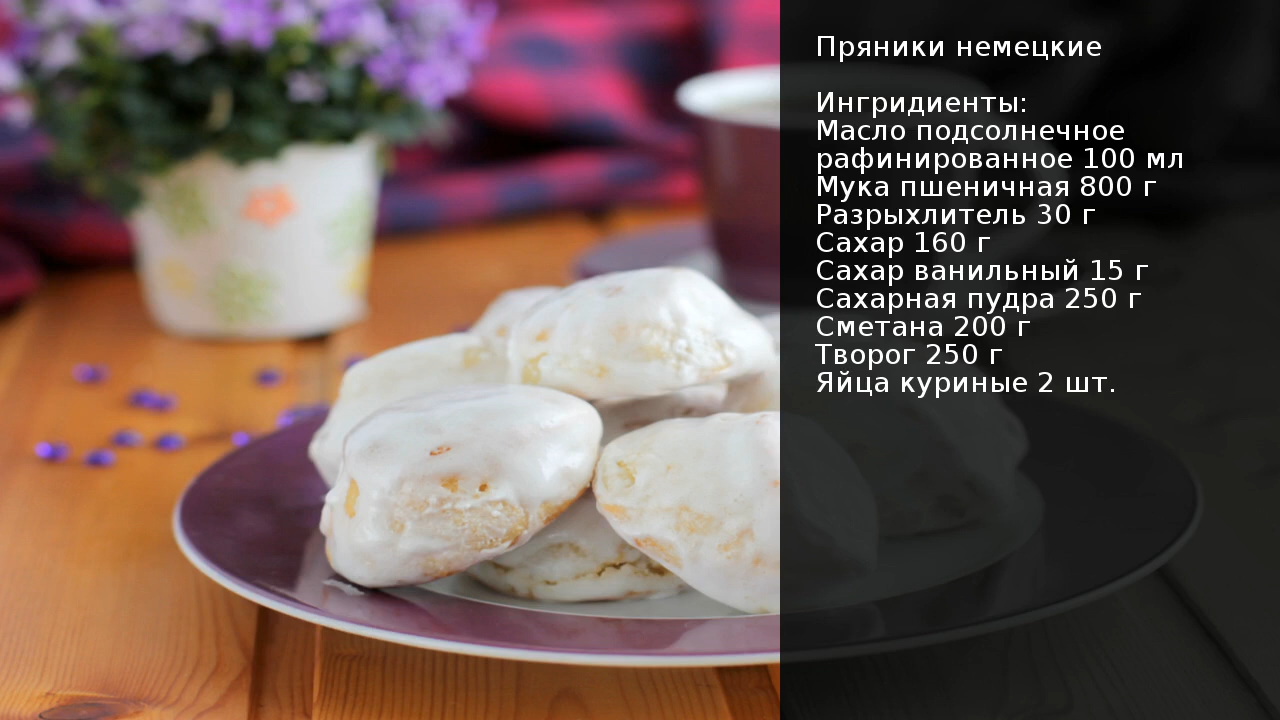 Пряники немецкие
Ингридиенты:
Масло подсолнечное
рафинированное 100 мл
Мука пшеничная 800 г
Разрыхлитель 30 г
Сахар 160 г
Сахар ванильный 15 г
Сахарная пудра 250 г
Сметана 200 г
Творог 250 г
Яйца куриные 2 шт.